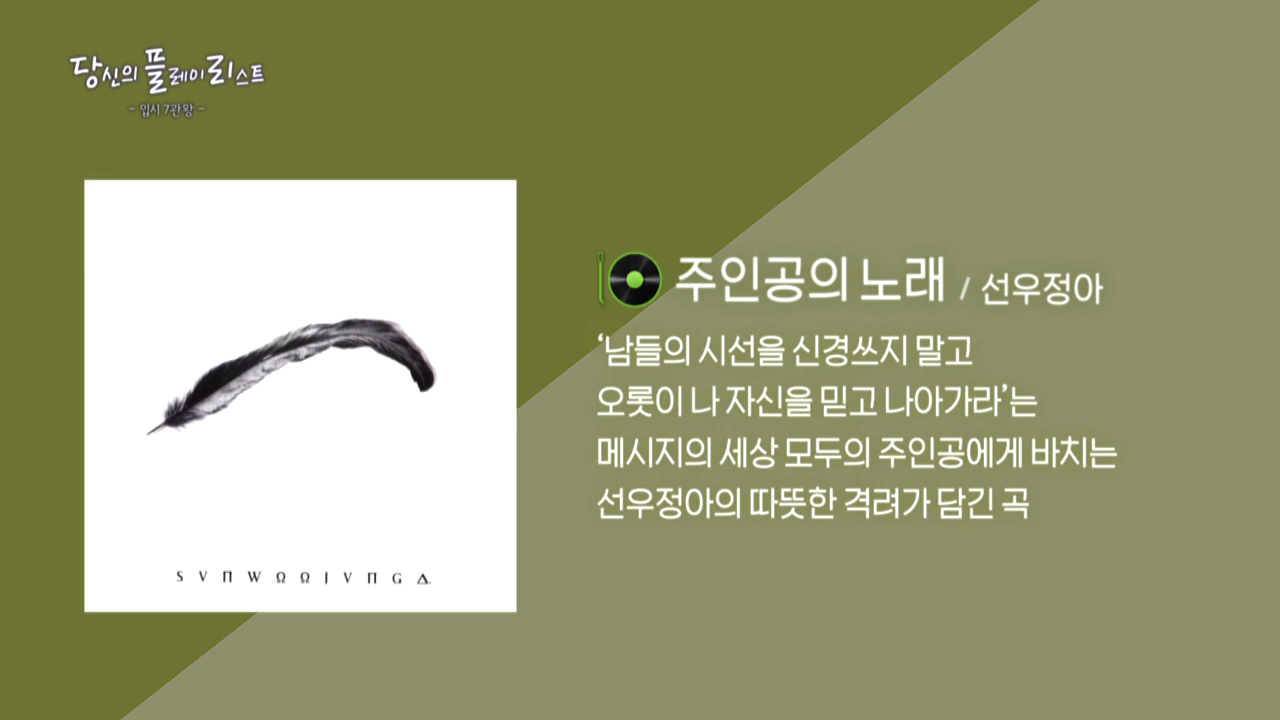 당신의 플레이리스트
- 입시 7관왕 -
주인공의 노래 / 선우정아
‘남들의 시선을 신경쓰지 말고
오롯이 나 자신을 믿고 나아가라’는
메시지의 세상 모두의 주인공에게 바치는
선우정아의 따뜻한 격려가 담긴 곡
S V Π W Ω Ω J V Π G Δ.